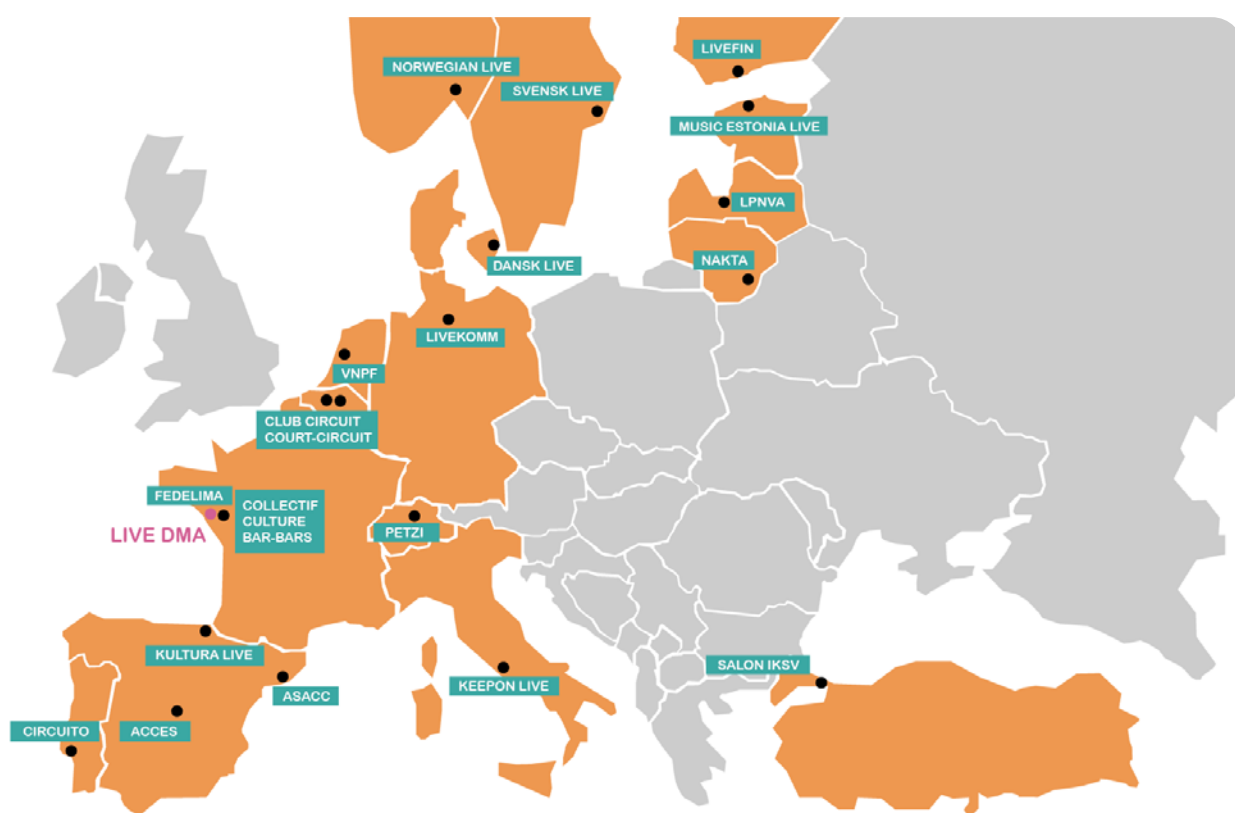 LIVEFIN
NORWEGIAN LIVE
SVENSK LIVE
MUSIC ESTONIA LIVE
LPNVA
NAKTA
DANSK LIVE
LIVEKOMM
VNPF
CLUB CIRCUIT
COURT-CIRCUIT
FEDELIMA
COLLECTIF
CULTURE
BAR-BARS
LIVE DMA
PETZI
KULTURA LIVE
ASACC
KEEPON LIVE
SALON IKSV
CIRCUITO
ACCES